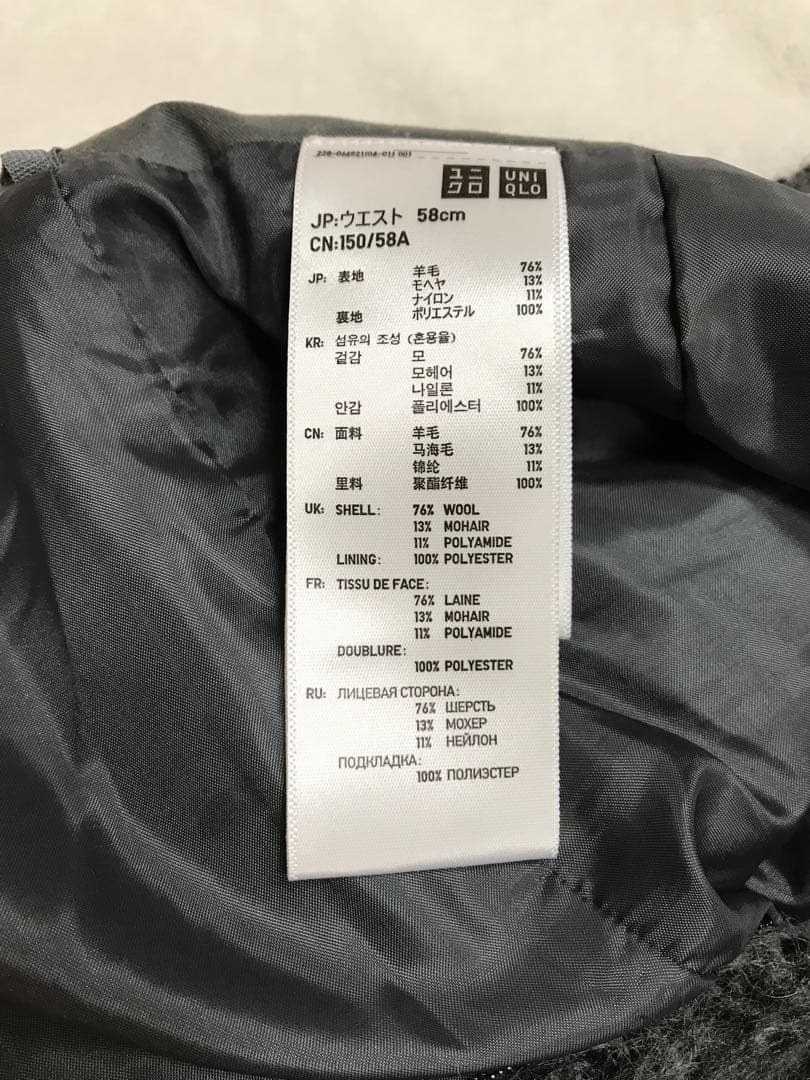 228-066921(04-01) 001
ユニクロ UNIQLO
JP:ウエスト 58cm
CN:150/58A
JP: 表地 羊毛 76%
モヘヤ 13%
ナイロン 11%
裏地 ポリエステル 100%
KR: 섬유의 조성 (혼용율)
겉감 모 76%
모헤어 13%
나일론 11%
안감 폴리에스터 100%
CN: 面料 羊毛 76%
马海毛 13%
锦纶 11%
里料 聚酯纤维 100%
UK: SHELL: 76% WOOL
13% MOHAIR
11% POLYAMIDE
LINING: 100% POLYESTER
FR: TISSU DE FACE:
76% LAINE
13% MOHAIR
11% POLYAMIDE
DOUBLURE:
100% POLYESTER
RU: ЛИЦЕВАЯ СТОРОНА:
76% ШЕРСТЬ
13% МОХЕР
11% НЕЙЛОН
ПОДКЛАДКА:
100% ПОЛИЭСТЕР